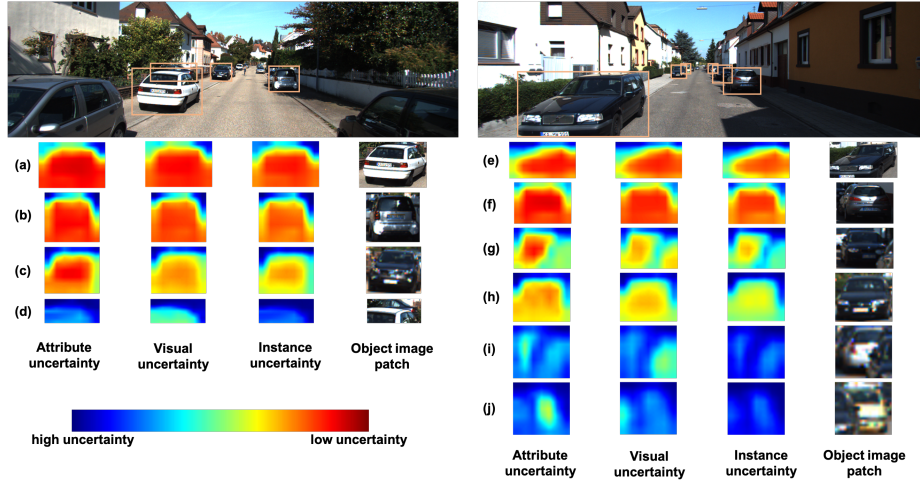 (a)
(b)
(c)
(d)
Attribute
uncertainty
Visual
uncertainty
Instance
uncertainty
Object image
patch
high uncertainty
low uncertainty
(e)
(f)
(g)
(h)
(i)
(j)
Attribute
uncertainty
Visual
uncertainty
Instance
uncertainty
Object image
patch